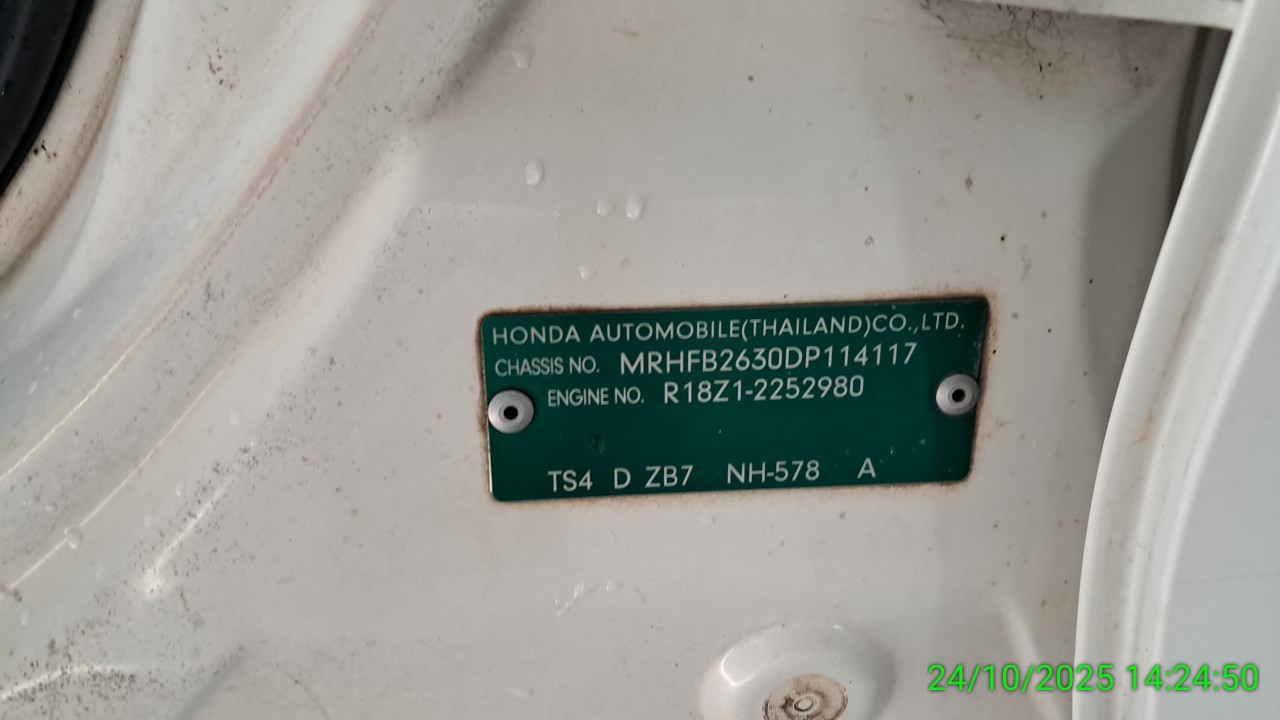 HONDA AUTOMOBILE(THAILAND)CO.,LTD.
CHASSIS NO. MRHFB2630DP114117
ENGINE NO. R18Z1-2252980
TS4 D ZB7 NH-578 A
24/10/2025 14:24:50